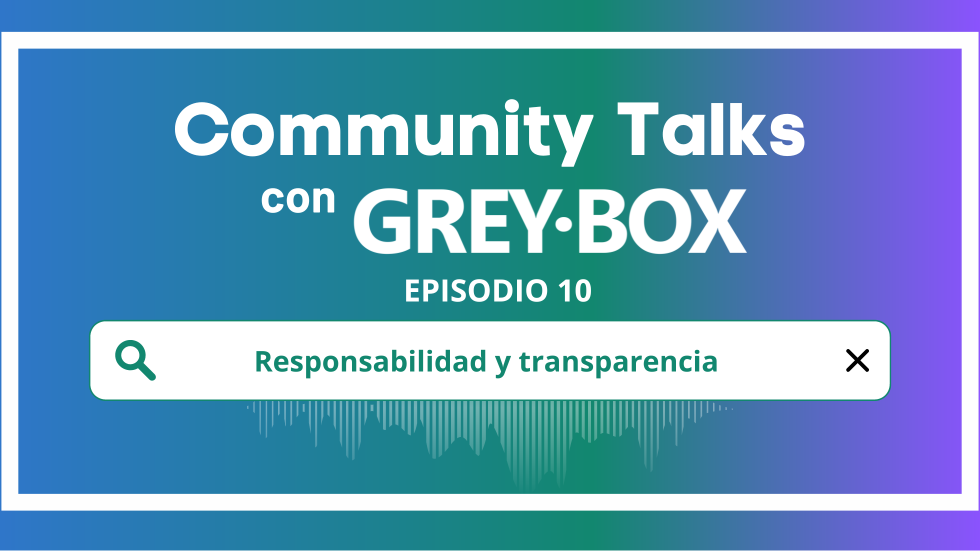 Community Talks
con GREY·BOX
EPISODIO 10
Responsabilidad y transparencia